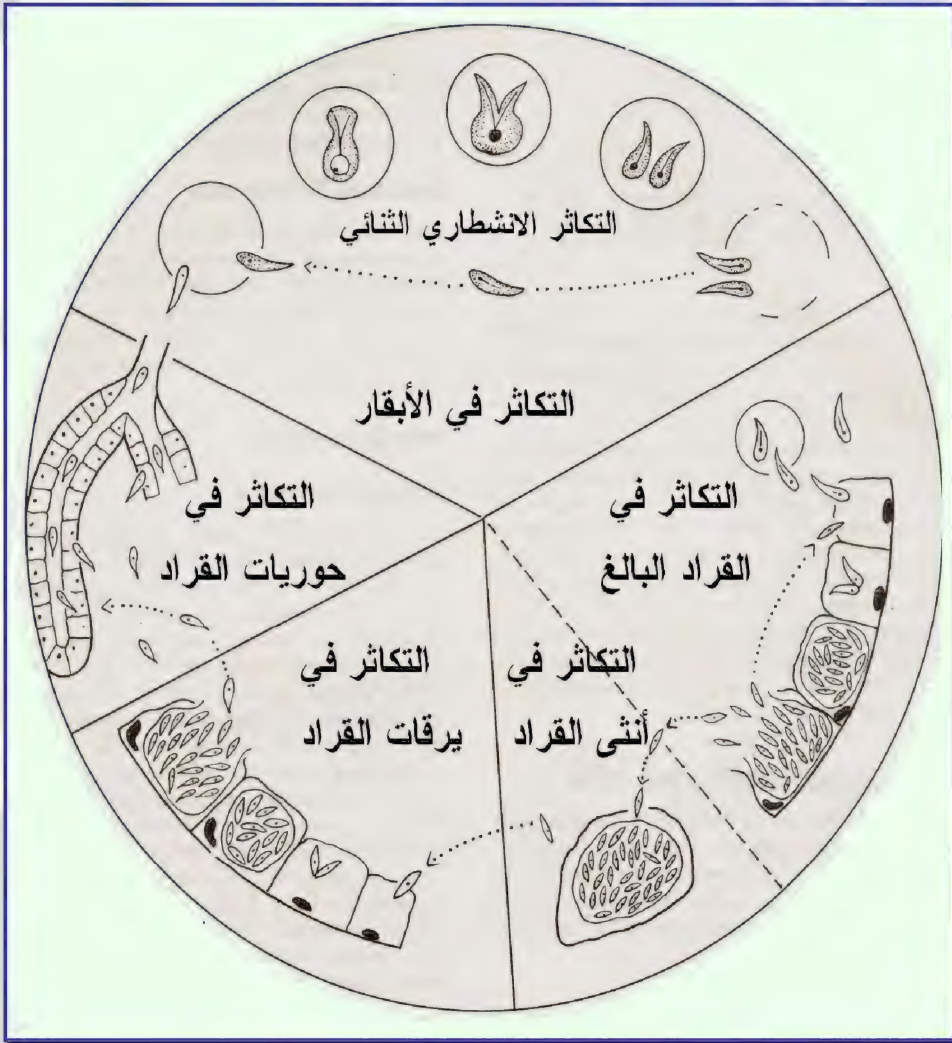 التكاثر الانشطاري الثنائي
التكاثر في الأبقار
التكاثر في
القراد البالغ
التكاثر في
حوريات القراد
التكاثر في
أنثى القراد
التكاثر في
يرقات القراد